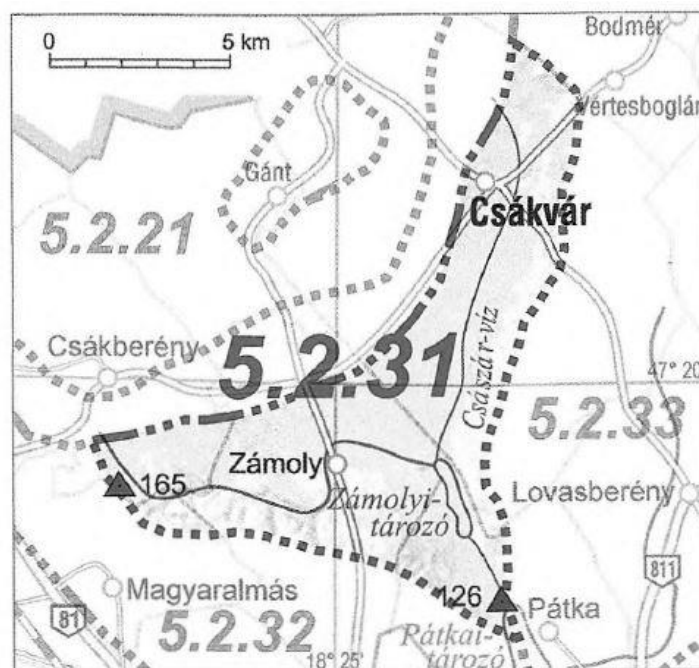 0 5 km
Bodmér
Vértesboglár
Gánt
Csákvár
5.2.21
Császár-víz
5.2.31
Csákberény
47° 20
5.2.33
Zámoly
165
Zámolyi-
tározó
Lovasberény
126
811
Magyaralmás
Pátka
81
5.2.32
Pátkai-
tározó
18° 25'